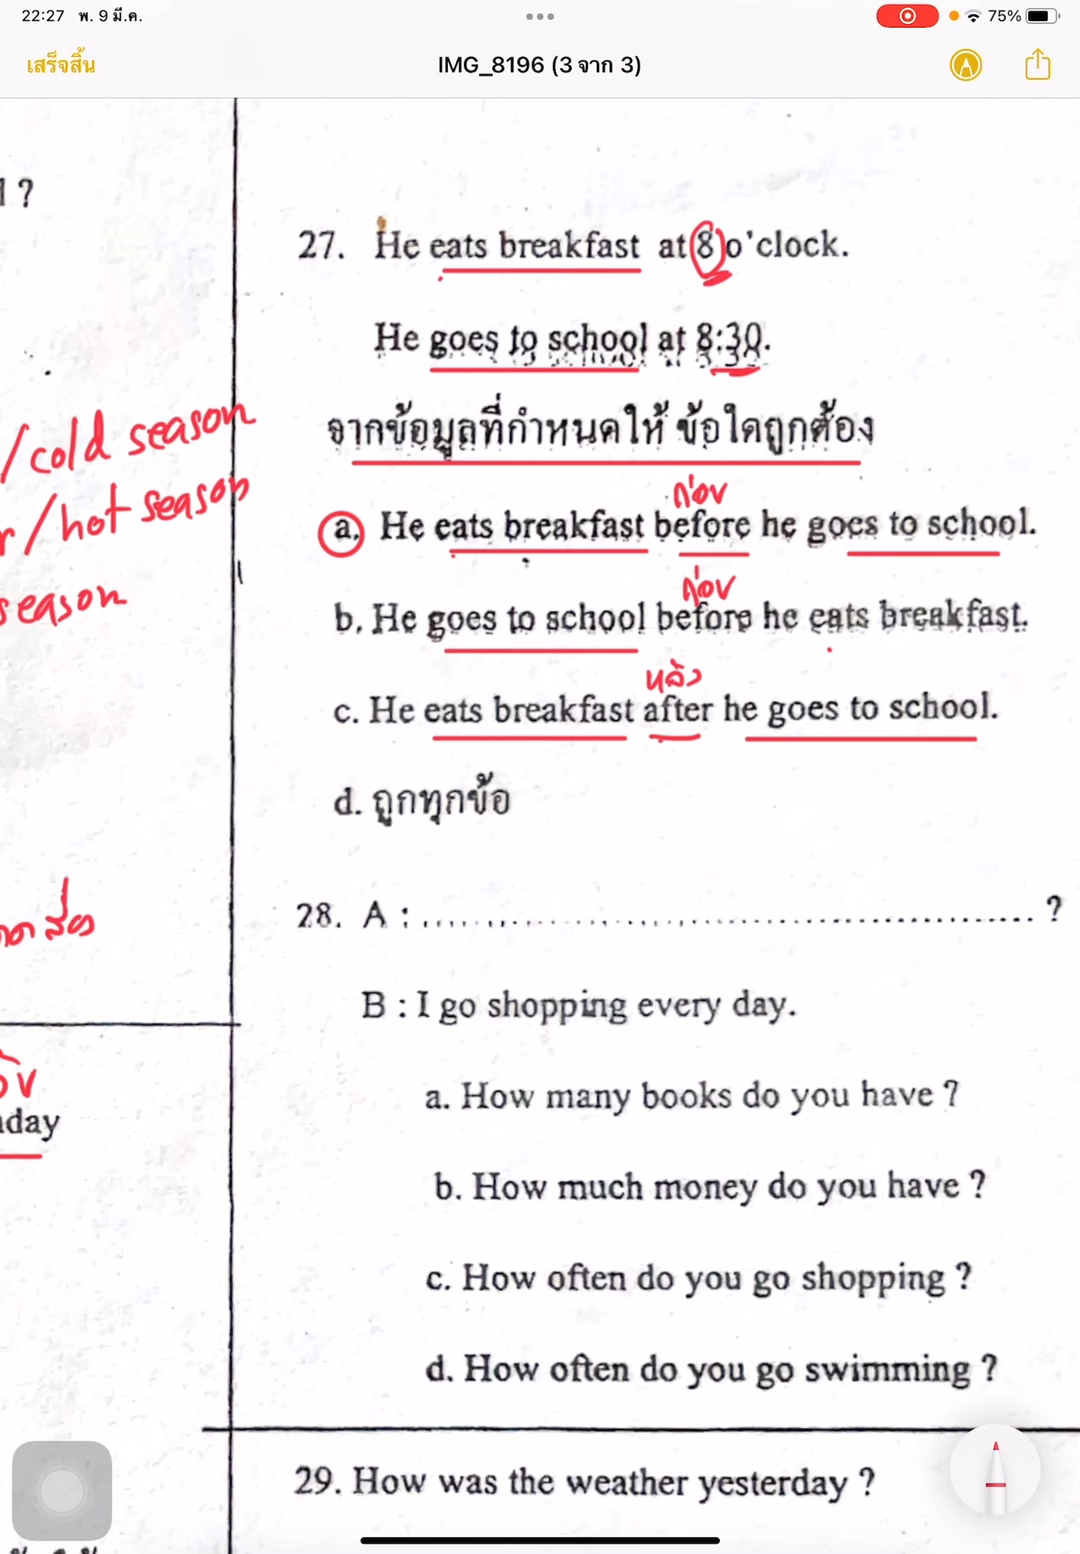 22:27 พ. 9 มี.ค.
75%
เสร็จสิ้น
IMG_8196 (3 จาก 3)
?
27. He eats breakfast at 8 o'clock.
He goes to school at 8:30.
/cold season
จากข้อมูลที่กำหนดให้ ข้อใดถูกต้อง
/hot season
ก่อน
a. He eats breakfast before he goes to school.
season
ก่อน
b. He goes to school before he eats breakfast.
หลัง
c. He eats breakfast after he goes to school.
d. ถูกทุกข้อ
28. A : ........................................ ?
B : I go shopping every day.
day
a. How many books do you have ?
b. How much money do you have ?
c. How often do you go shopping ?
d. How often do you go swimming ?
29. How was the weather yesterday ?